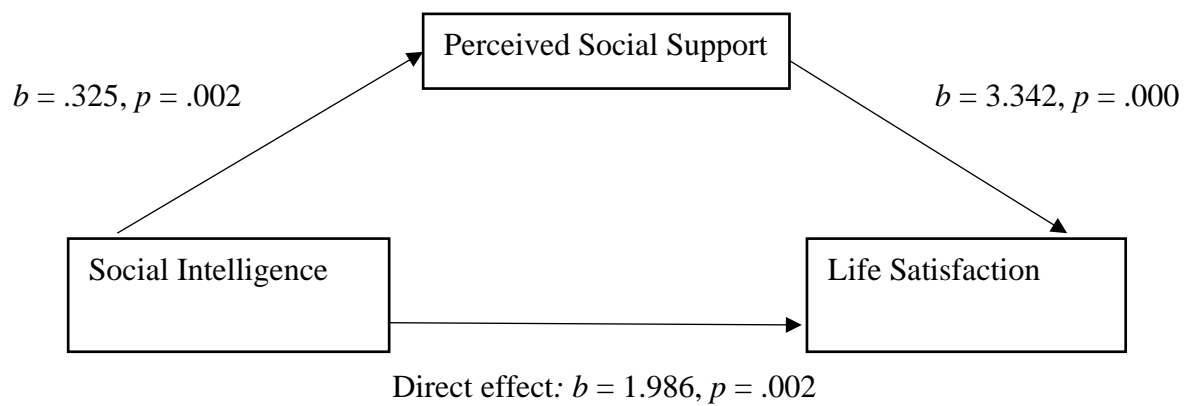 Perceived Social Support
b = .325, p = .002
b = 3.342, p = .000
Social Intelligence
Life Satisfaction
Direct effect: b = 1.986, p = .002